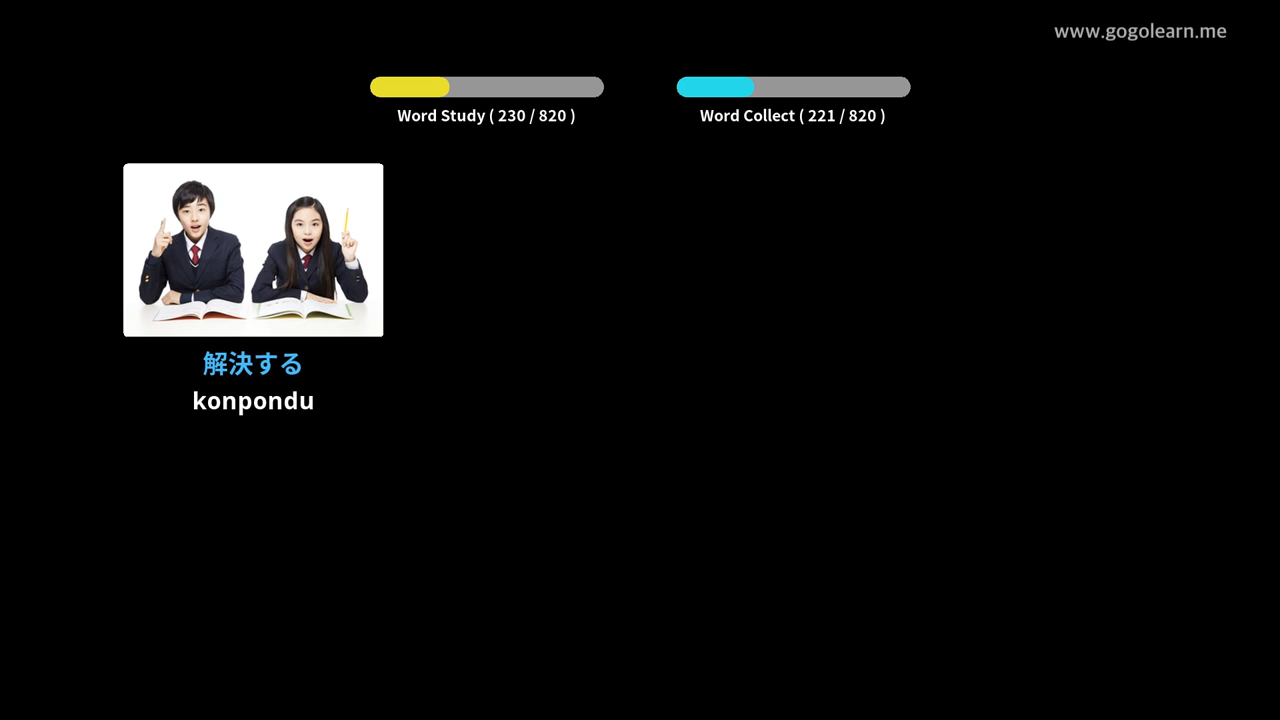 www.gogolearn.me
Word Study ( 230 / 820 )
Word Collect ( 221 / 820 )
解決する
konpondu